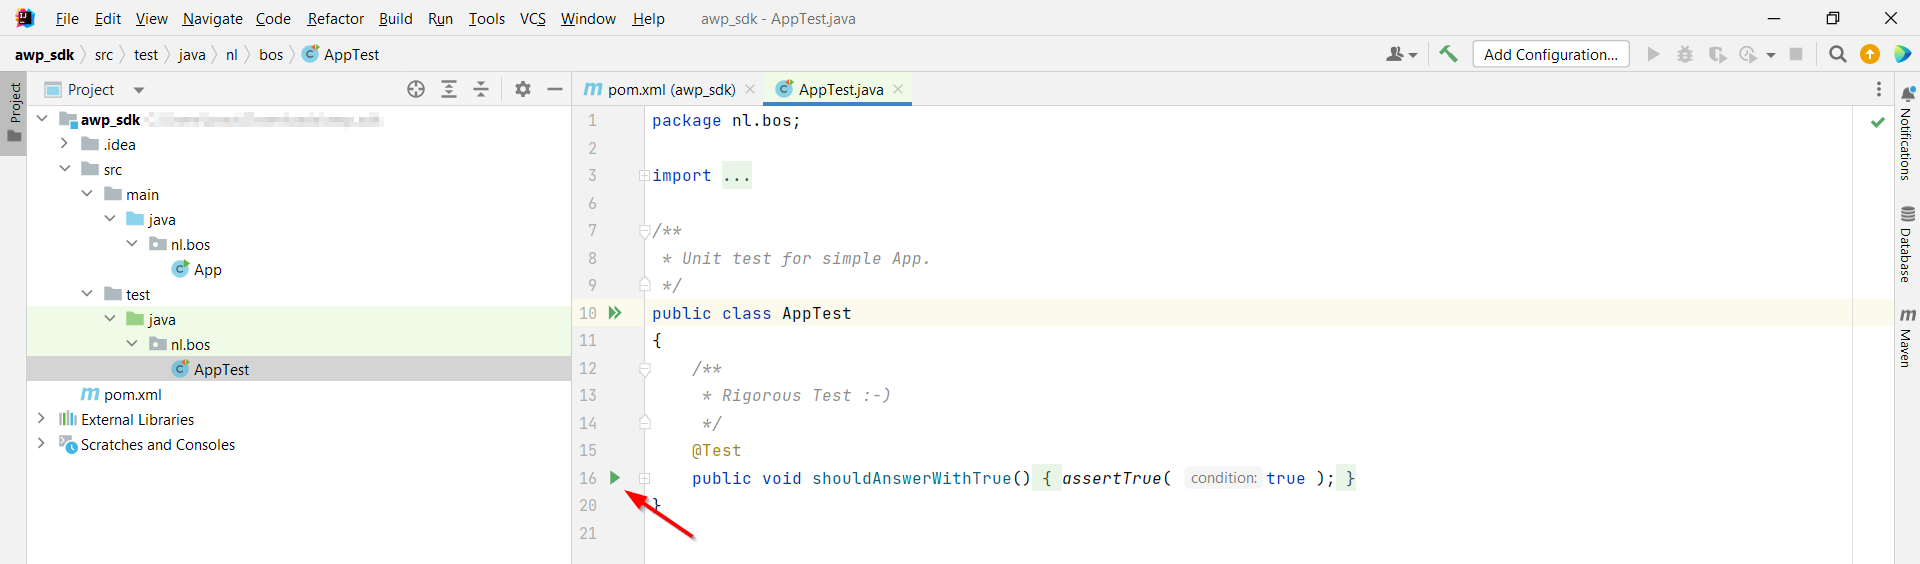 File Edit View Navigate Code Refactor Build Run Tools VCS Window Help awp_sdk - AppTest.java
awp_sdk src test java nl bos AppTest Add Configuration...
Project
Project
pom.xml (awp_sdk) AppTest.java
awp_sdk
.idea
src
main
java
nl.bos
App
test
java
nl.bos
AppTest
pom.xml
External Libraries
Scratches and Consoles
1 package nl.bos;
2
3 import ...
6
7 /**
8 * Unit test for simple App.
9 */
10 public class AppTest
11 {
12 /**
13 * Rigorous Test :-)
14 */
15 @Test
16 public void shouldAnswerWithTrue() { assertTrue( condition: true ); }
20 }
21
Notifications
Database
Maven